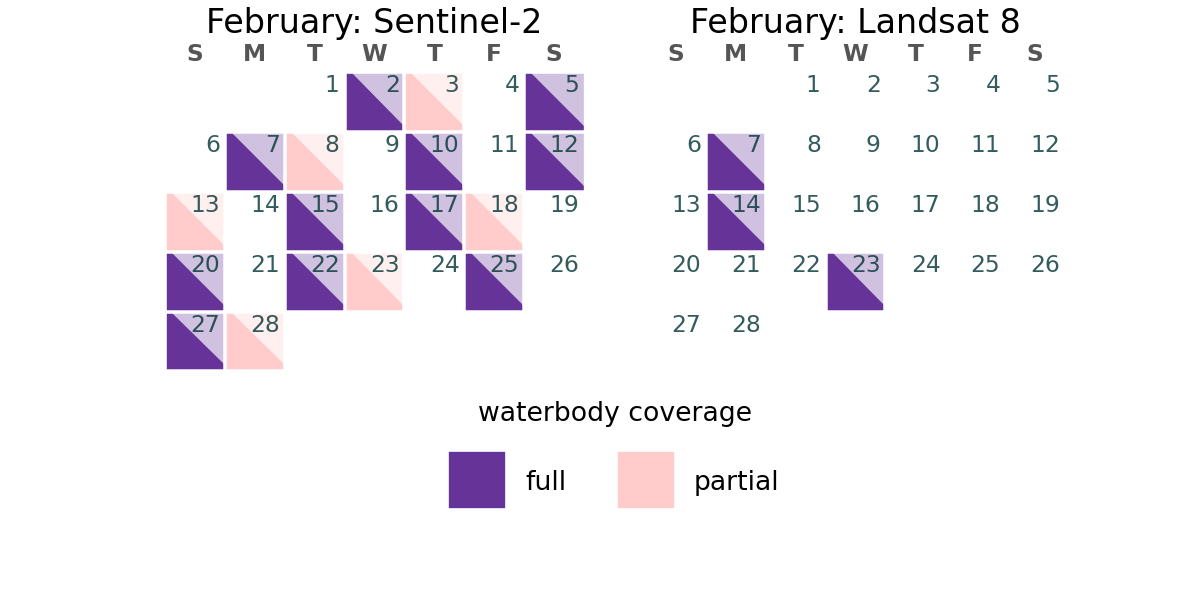 February: Sentinel-2
S M T W T F S
1 2 3 4 5
6 7 8 9 10 11 12
13 14 15 16 17 18 19
20 21 22 23 24 25 26
27 28
February: Landsat 8
S M T W T F S
1 2 3 4 5
6 7 8 9 10 11 12
13 14 15 16 17 18 19
20 21 22 23 24 25 26
27 28
waterbody coverage
full partial